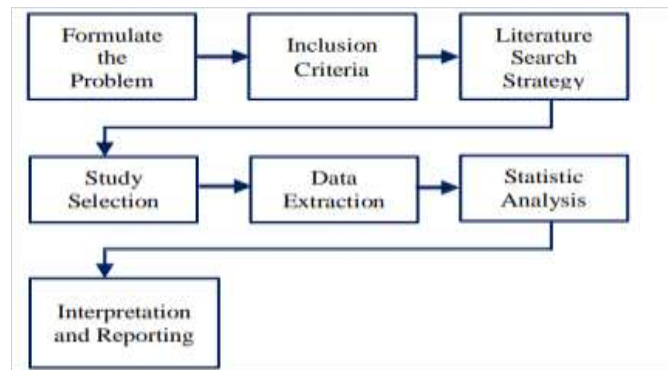 Formulate
the
Problem
Inclusion
Criteria
Literature
Search
Strategy
Study
Selection
Data
Extraction
Statistic
Analysis
Interpretation
and Reporting